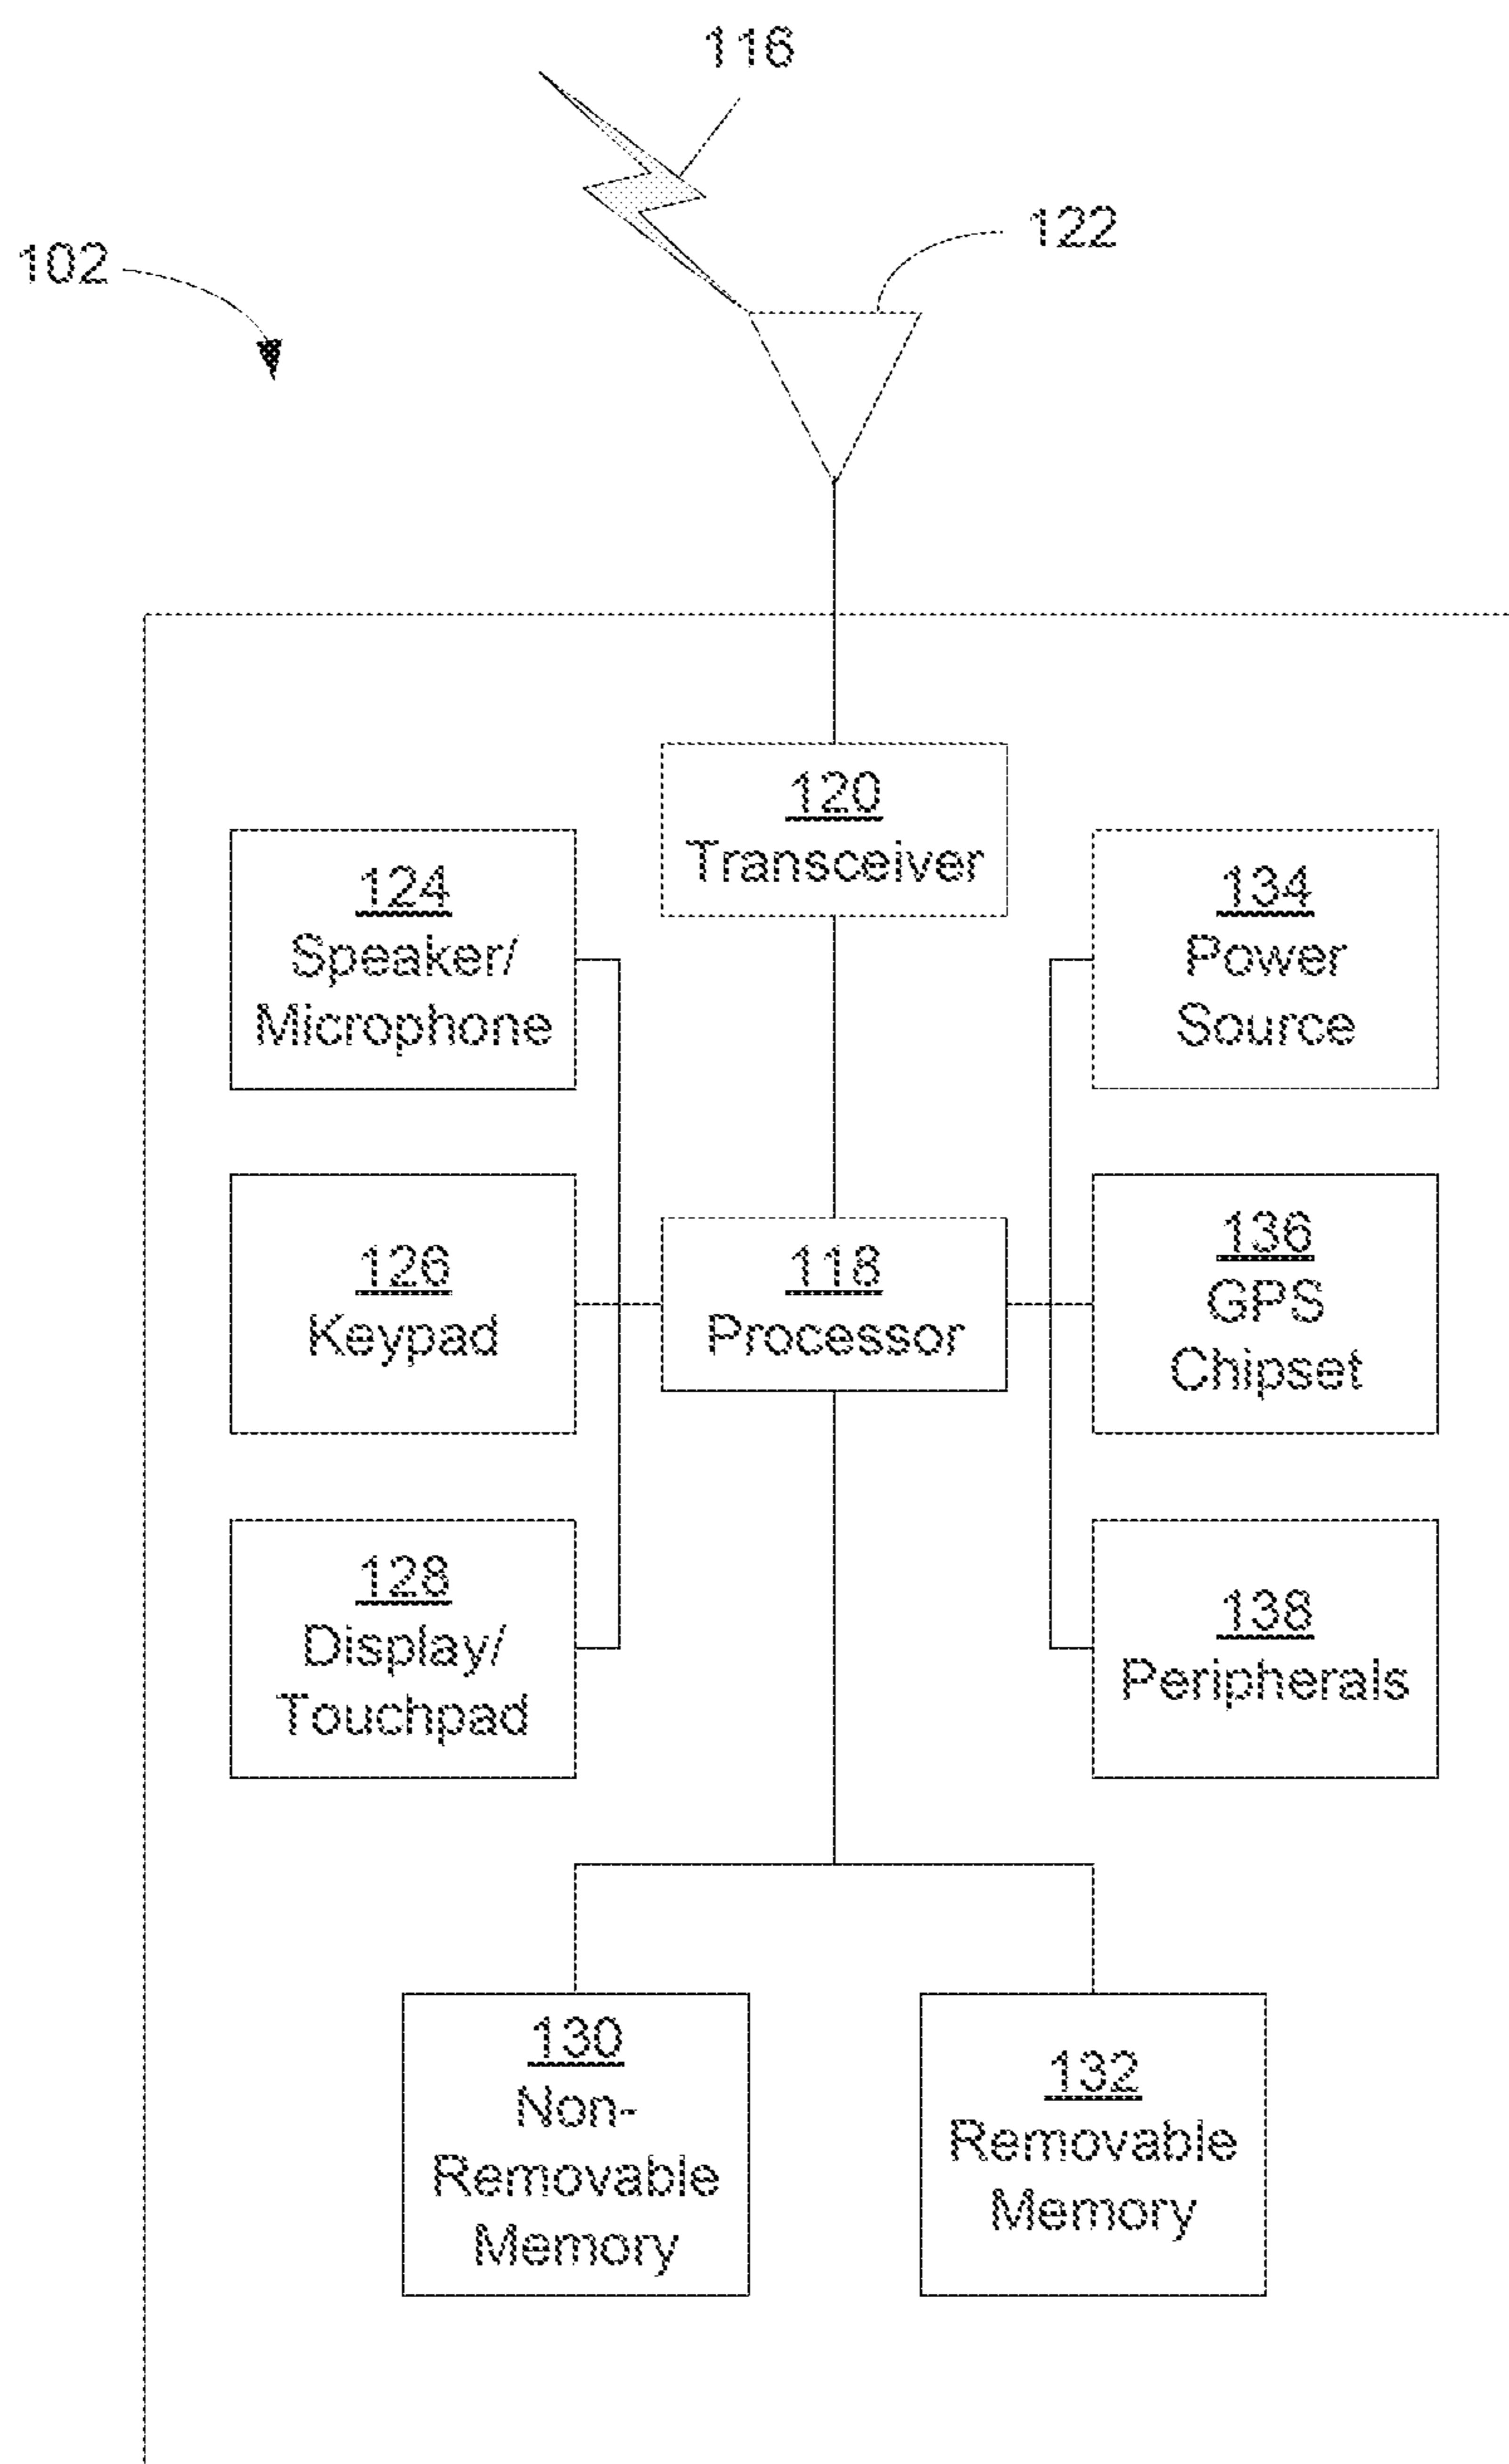 116
122
102
120
Transceiver
124
Speaker/
Microphone
134
Power
Source
126
Keypad
118
Processor
136
GPS
Chipset
128
Display/
Touchpad
138
Peripherals
130
Non-
Removable
Memory
132
Removable
Memory